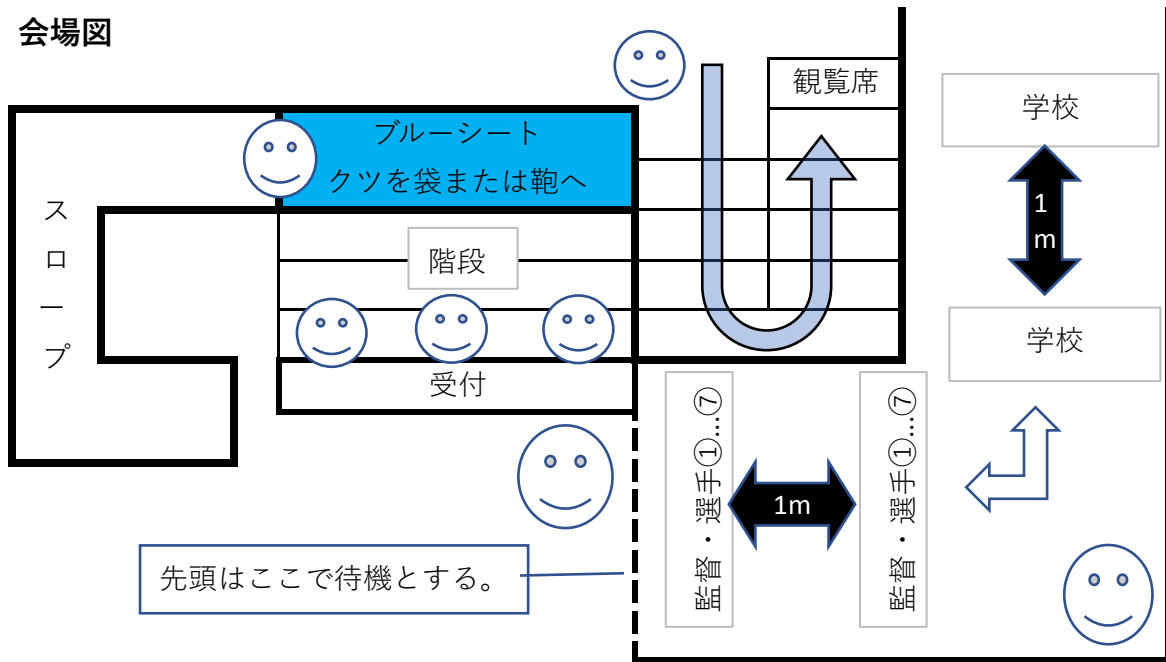 会場図
観覧席
学校
ブルーシート
クツを袋または鞄へ
スロープ
1
m
階段
学校
受付
監督・選手①…⑦
監督・選手①…⑦
1m
先頭はここで待機とする。